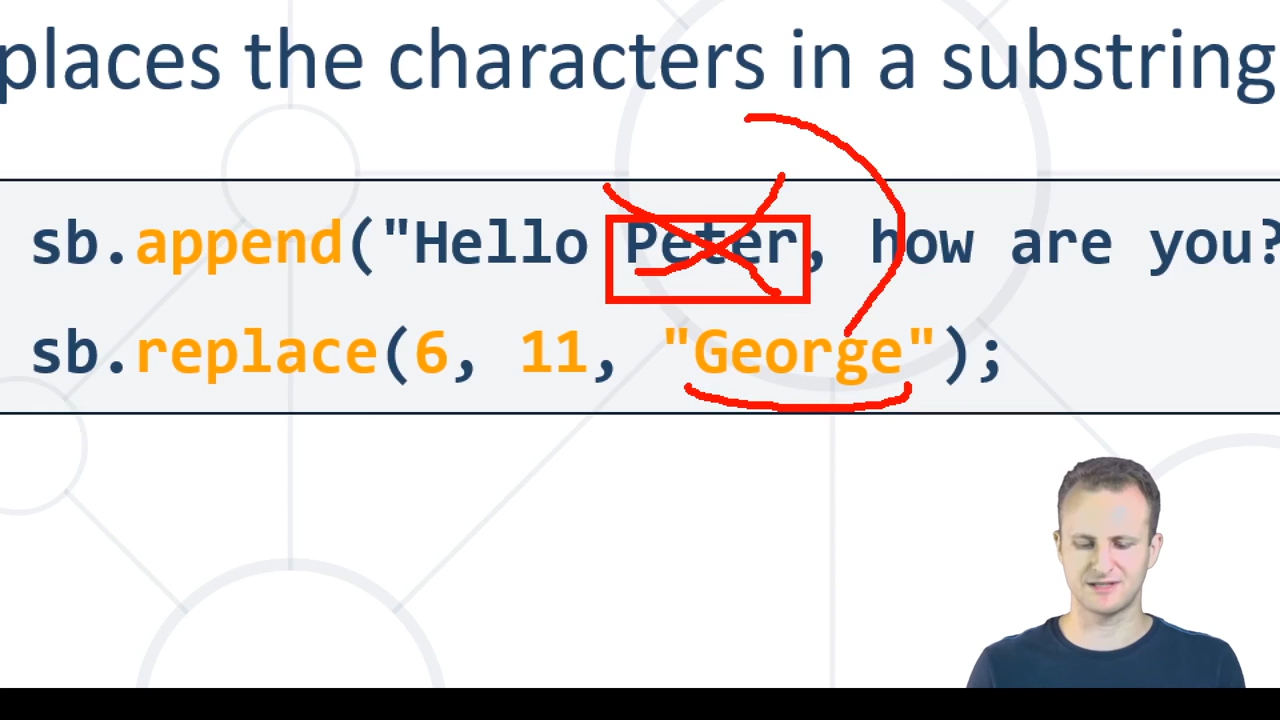 places the characters in a substring
sb.append("Hello Peter, how are you?
sb.replace(6, 11, "George");